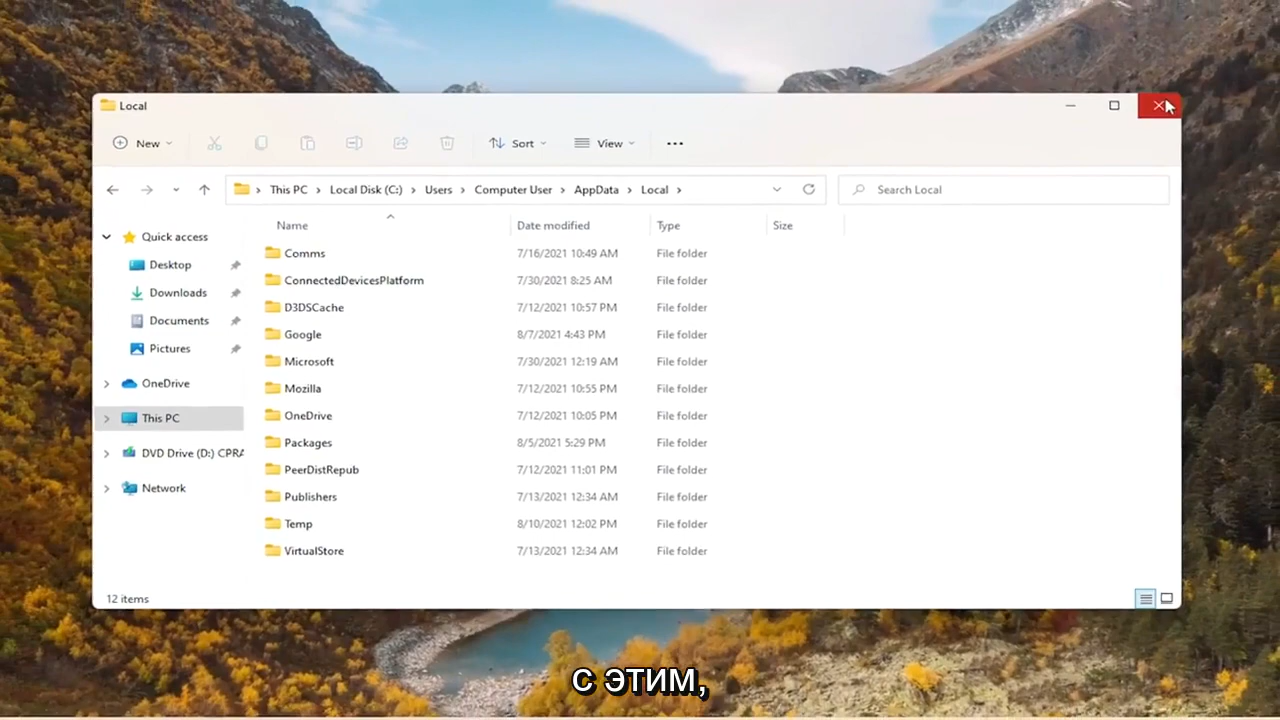 Local
New
Sort
View
This PC
Local Disk (C:)
Users
Computer User
AppData
Local
Search Local
Name
Date modified
Type
Size
Quick access
Desktop
Downloads
Documents
Pictures
OneDrive
This PC
DVD Drive (D:) CPRA
Network
Comms 7/16/2021 10:49 AM File folder
ConnectedDevicesPlatform 7/30/2021 8:25 AM File folder
D3DSCache 7/12/2021 10:57 PM File folder
Google 8/7/2021 4:43 PM File folder
Microsoft 7/30/2021 12:19 AM File folder
Mozilla 7/12/2021 10:55 PM File folder
OneDrive 7/12/2021 10:05 PM File folder
Packages 8/5/2021 5:29 PM File folder
PeerDistRepub 7/12/2021 11:01 PM File folder
Publishers 7/13/2021 12:34 AM File folder
Temp 8/10/2021 12:02 PM File folder
VirtualStore 7/13/2021 12:34 AM File folder
12 items
с этим,